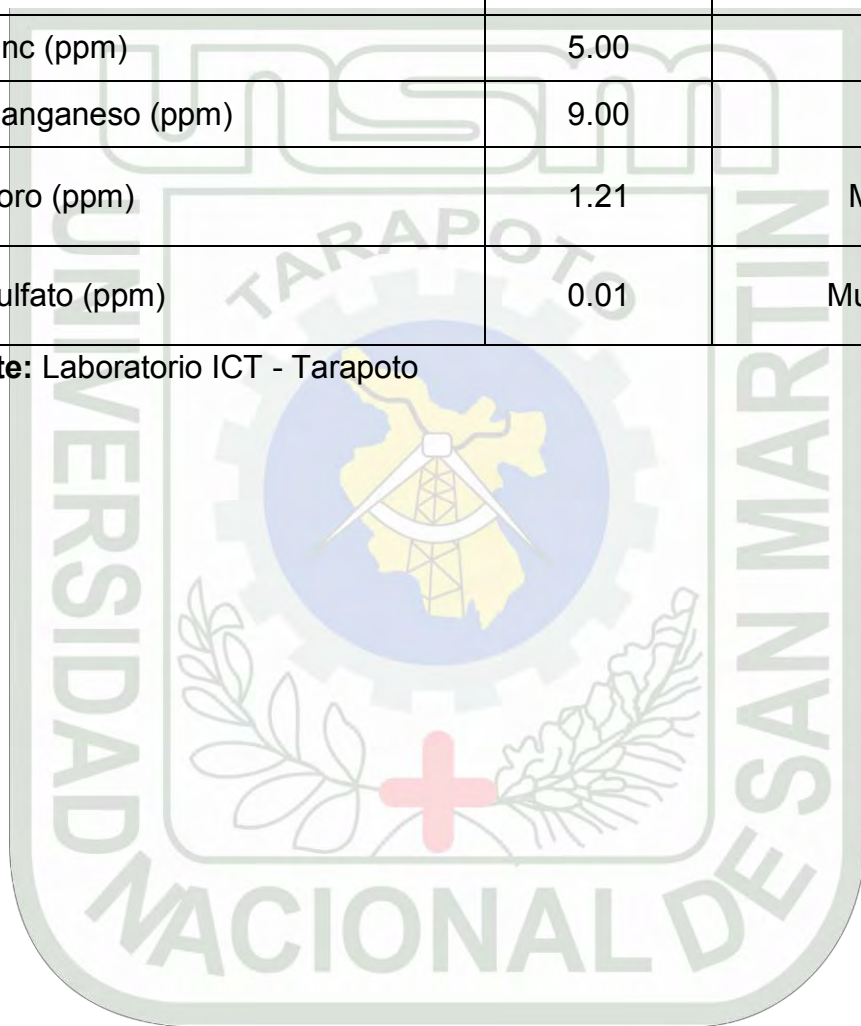 nc (ppm) 5.00
anganeso (ppm) 9.00
oro (ppm) 1.21 M
ulfato (ppm) 0.01 Mu
te: Laboratorio ICT - Tarapoto
unsm
TARAPOTO
UNIVERSIDAD NACIONAL DE SAN MARTIN